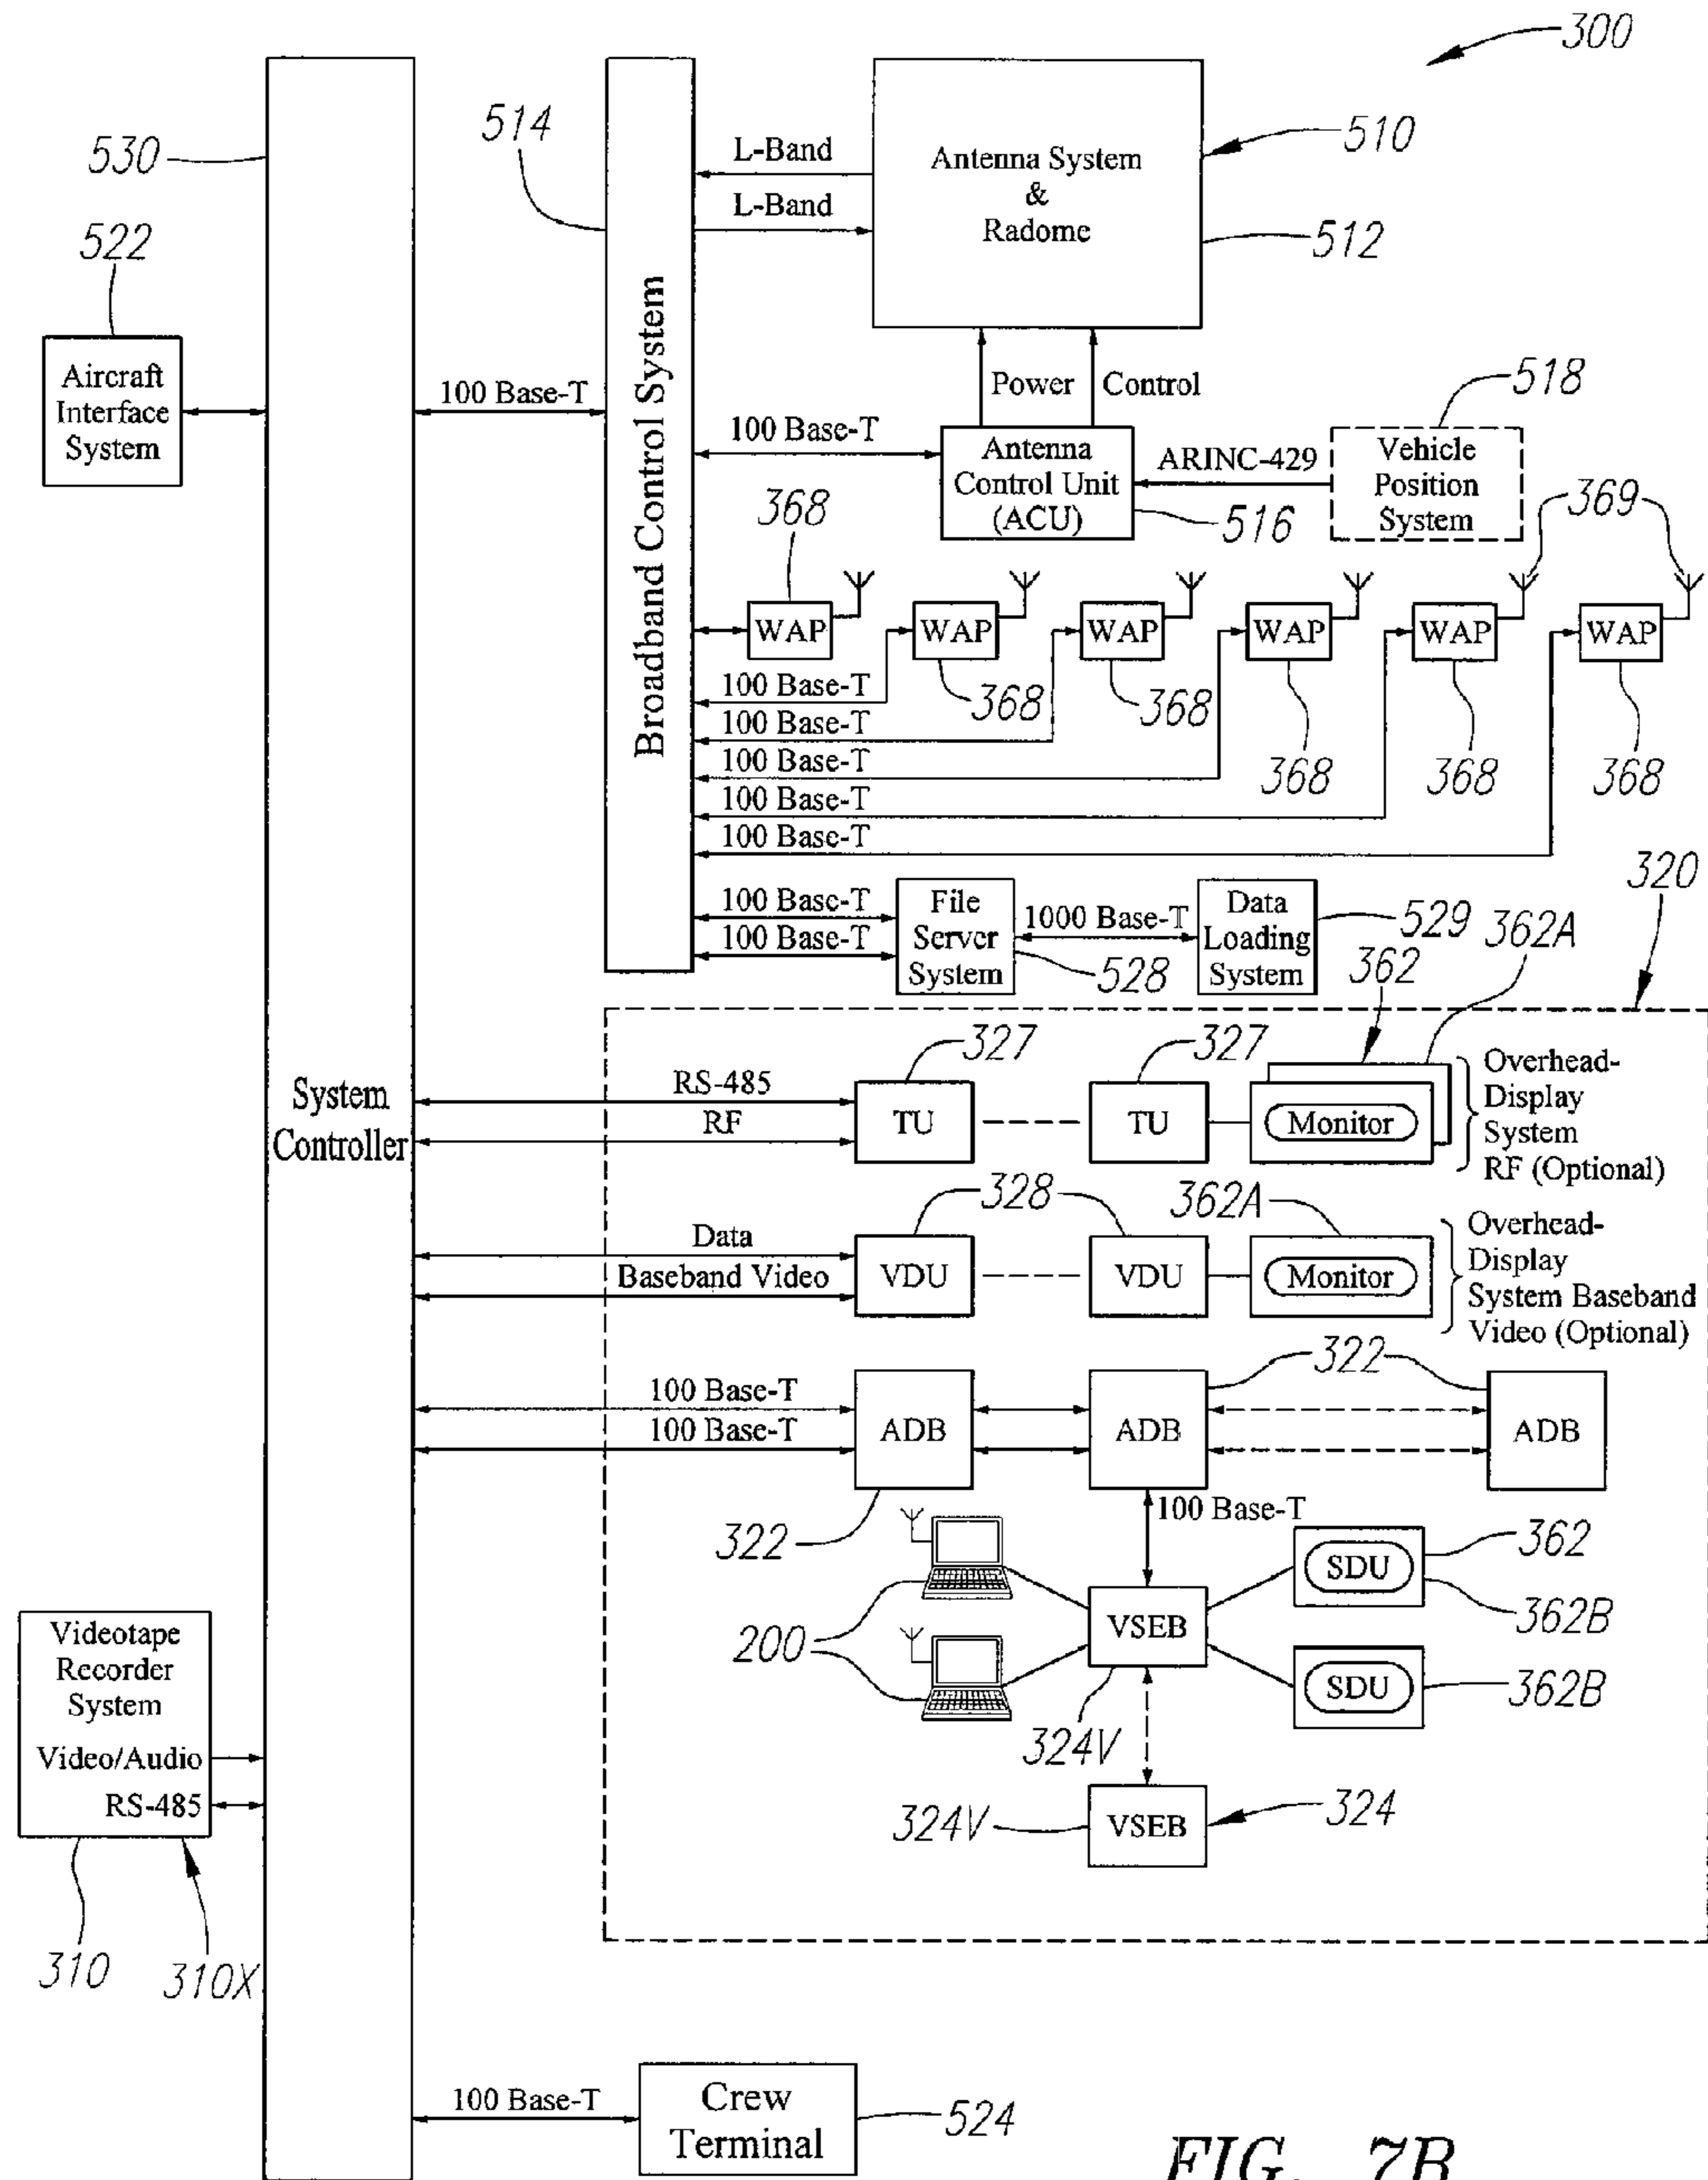 300
530
514
L-Band
L-Band
Antenna System
&
Radome
510
512
522
Aircraft
Interface
System
100 Base-T
Broadband Control System
Power
Control
100 Base-T
Antenna
Control Unit
(ACU)
516
ARINC-429
518
Vehicle
Position
System
369
368
WAP
WAP
WAP
WAP
WAP
WAP
368
368
368
368
368
100 Base-T
100 Base-T
100 Base-T
100 Base-T
100 Base-T
100 Base-T
100 Base-T
File
Server
System
528
1000 Base-T
Data
Loading
System
529
320
362A
362
System
Controller
RS-485
RF
327
TU
327
TU
Monitor
Overhead-
Display
System
RF (Optional)
Data
Baseband Video
328
VDU
VDU
362A
Monitor
Overhead-
Display
System Baseband
Video (Optional)
100 Base-T
100 Base-T
ADB
ADB
322
ADB
322
100 Base-T
200
VSEB
324V
SDU
362
362B
SDU
362B
324V
VSEB
324
Videotape
Recorder
System
Video/Audio
RS-485
310
310X
100 Base-T
Crew
Terminal
524
FIG. 7B